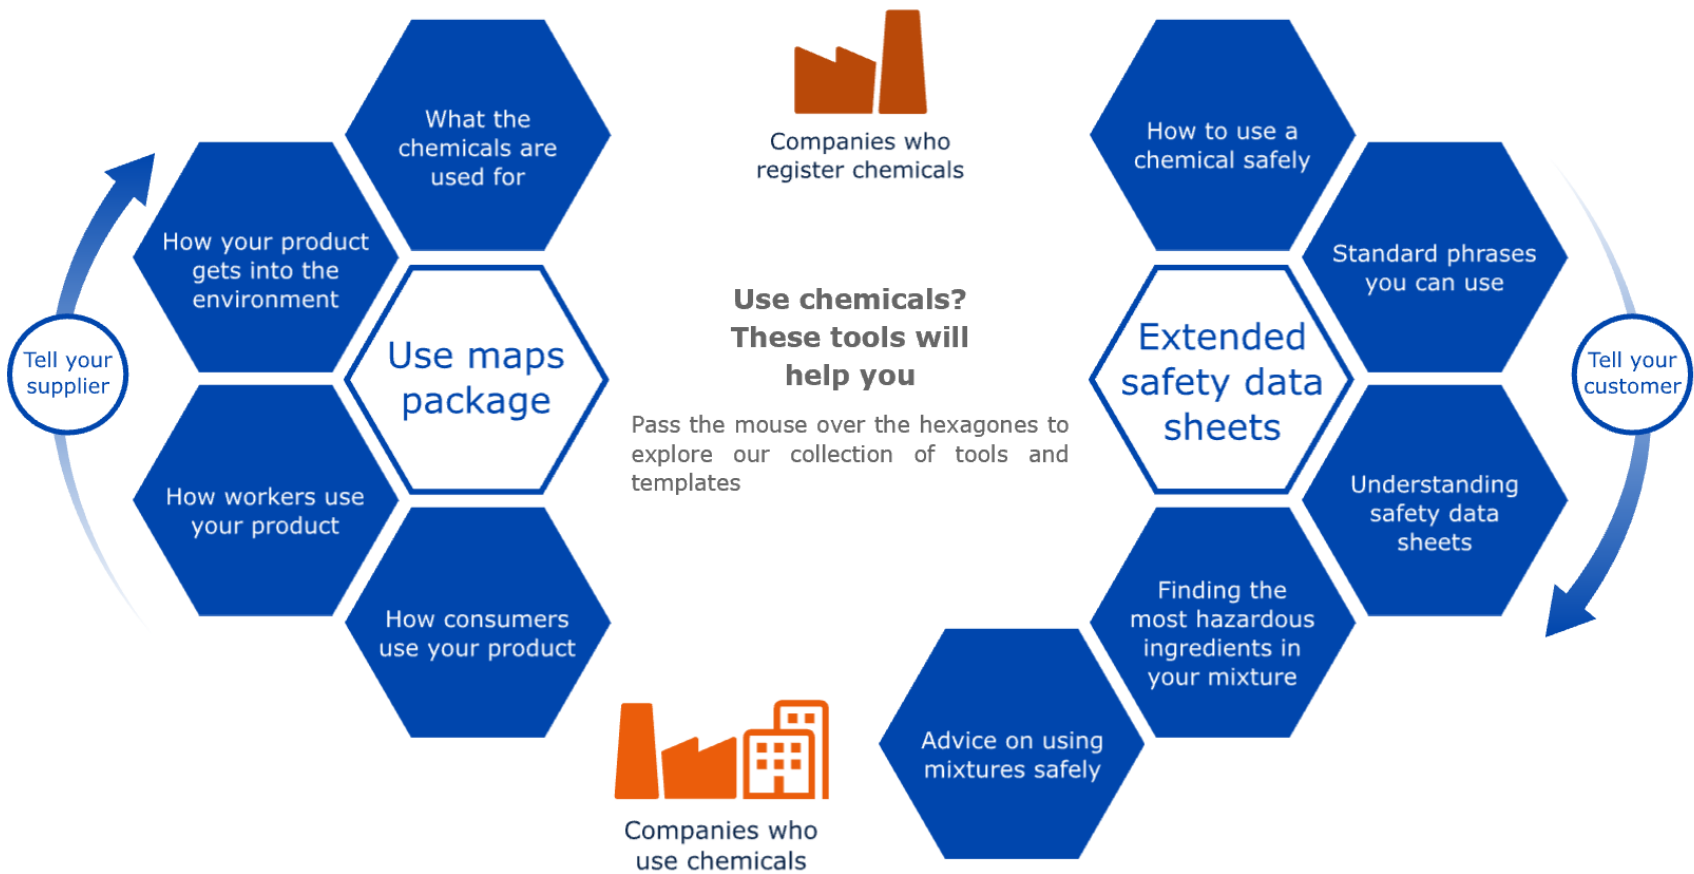 What the
chemicals are
used for
How your product
gets into the
environment
Tell your
supplier
Use maps
package
How workers use
your product
How consumers
use your product
Companies who
register chemicals
Use chemicals?
These tools will
help you
Pass the mouse over the hexagones to
explore our collection of tools and
templates
Companies who
use chemicals
How to use a
chemical safely
Standard phrases
you can use
Extended
safety data
sheets
Tell your
customer
Understanding
safety data
sheets
Finding the
most hazardous
ingredients in
your mixture
Advice on using
mixtures safely